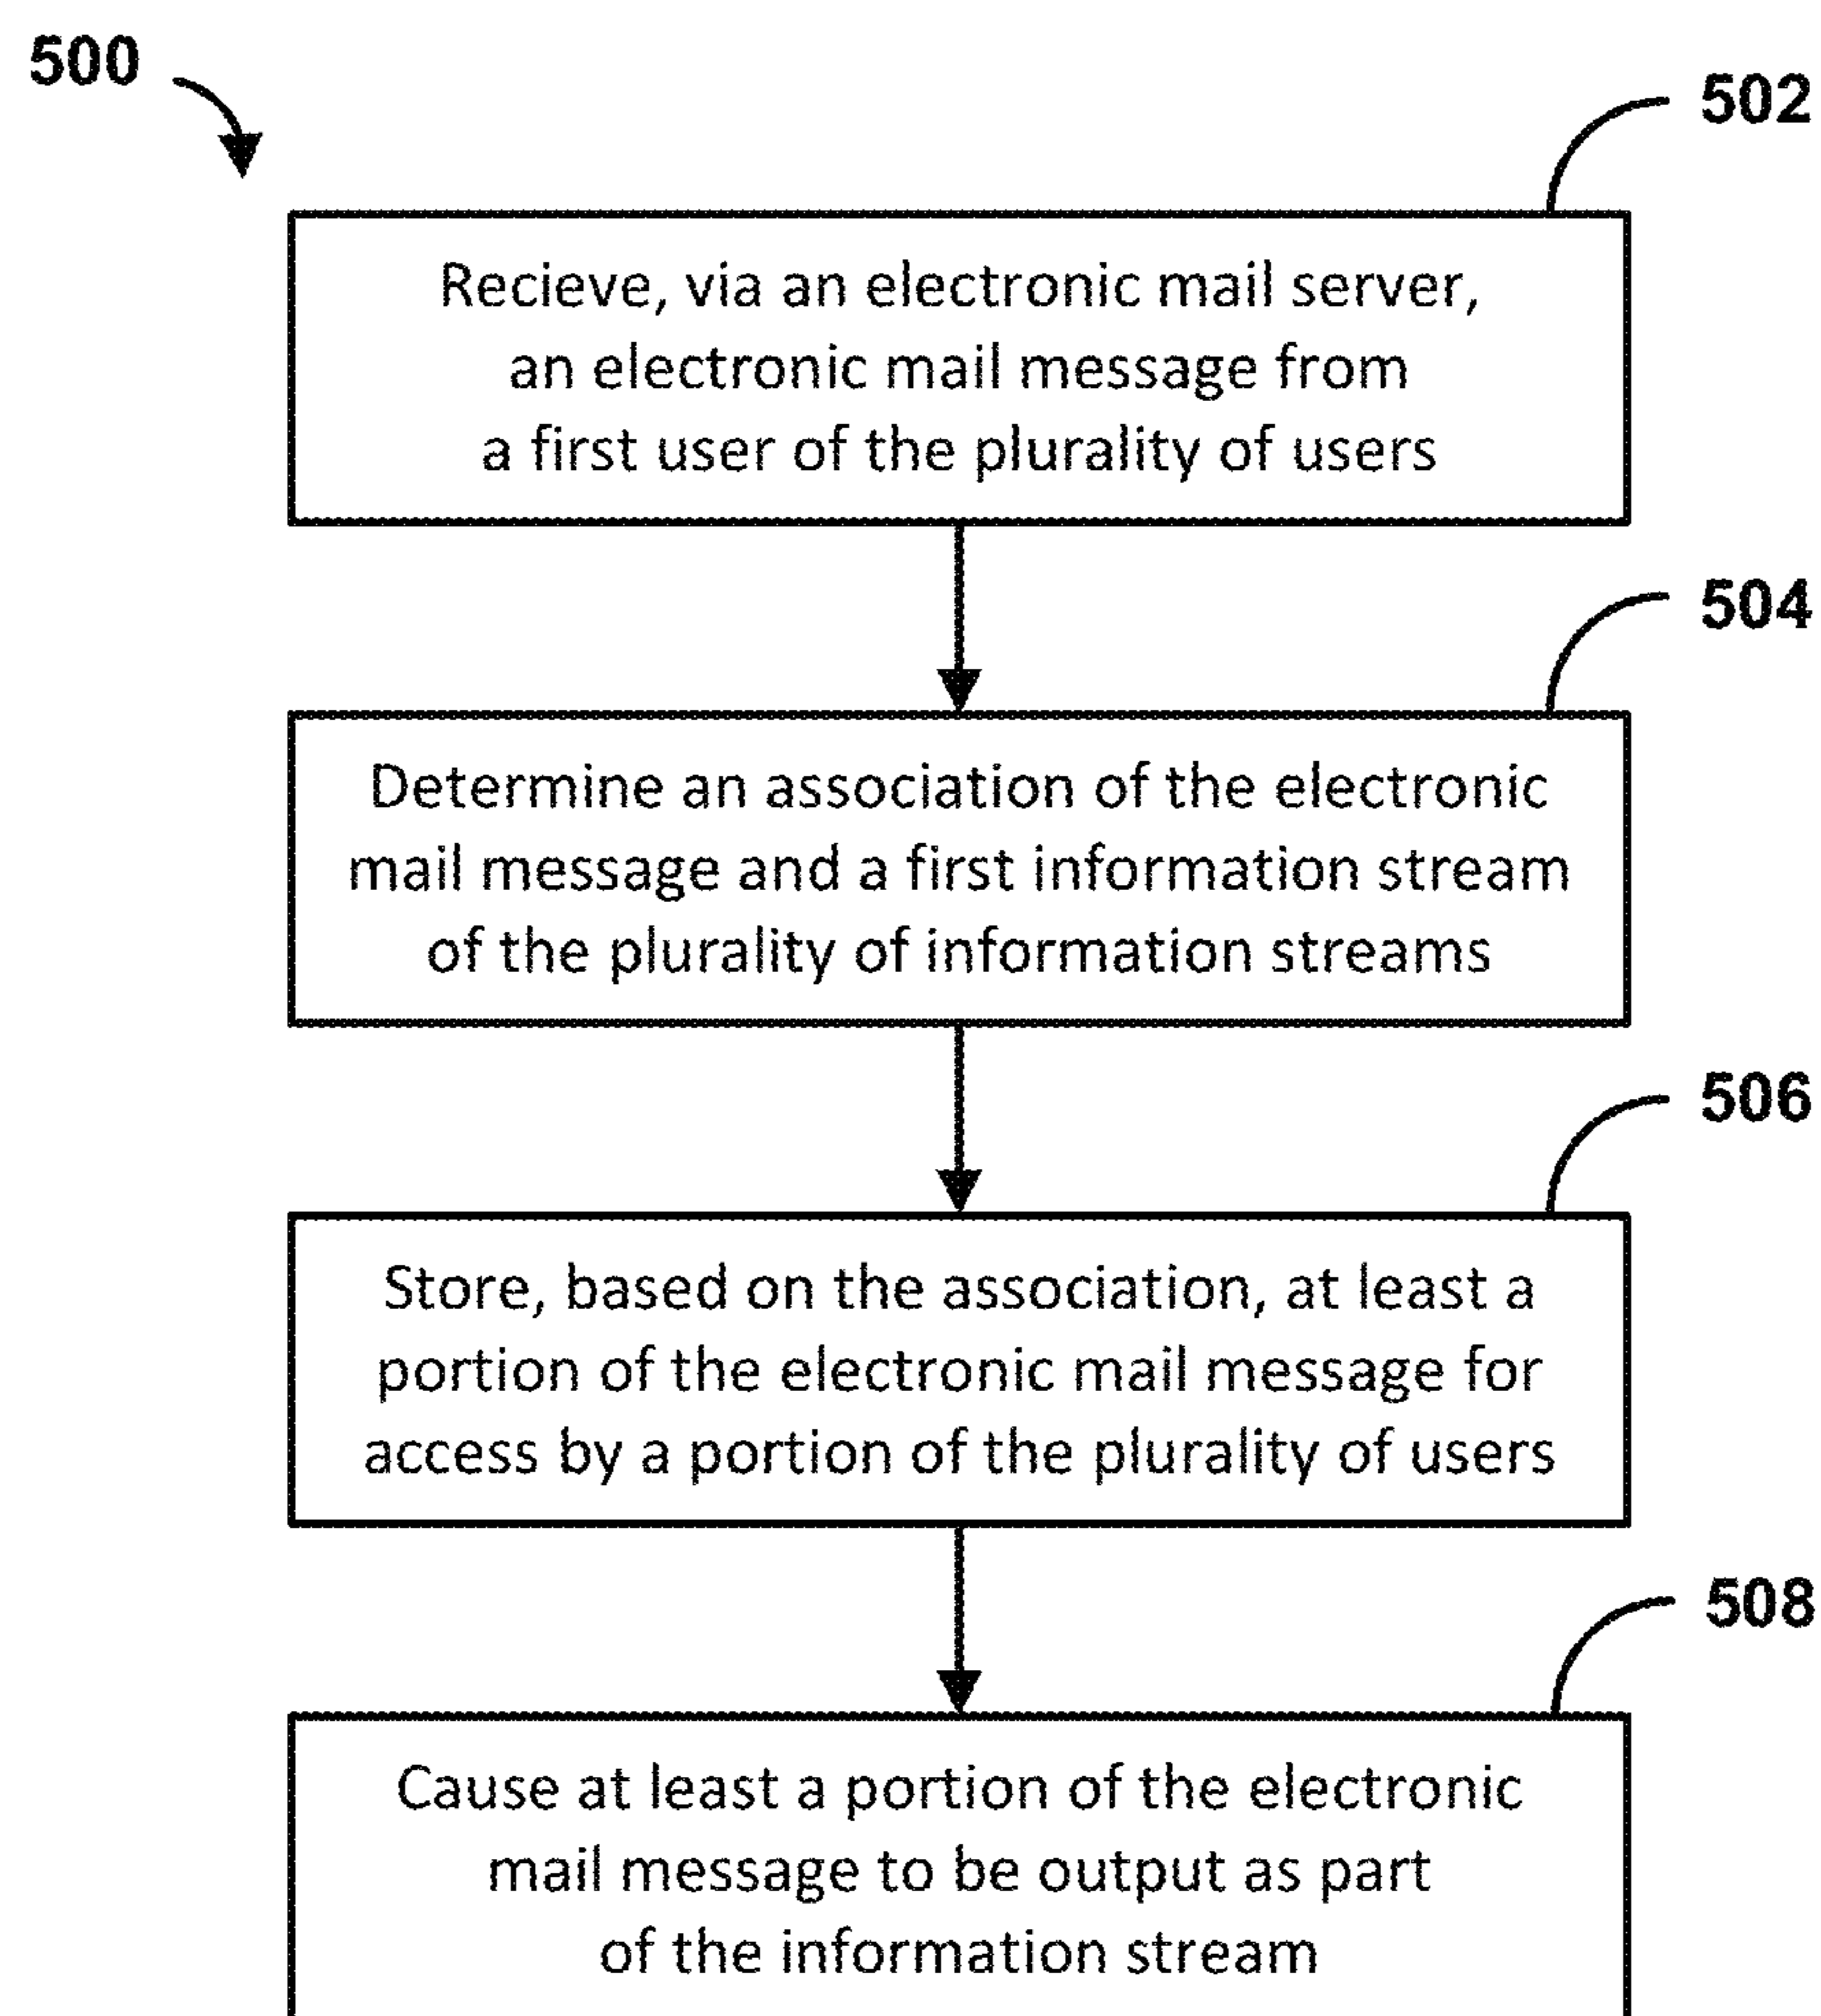 500
502
Recieve, via an electronic mail server,
an electronic mail message from
a first user of the plurality of users
504
Determine an association of the electronic
mail message and a first information stream
of the plurality of information streams
506
Store, based on the association, at least a
portion of the electronic mail message for
access by a portion of the plurality of users
508
Cause at least a portion of the electronic
mail message to be output as part
of the information stream